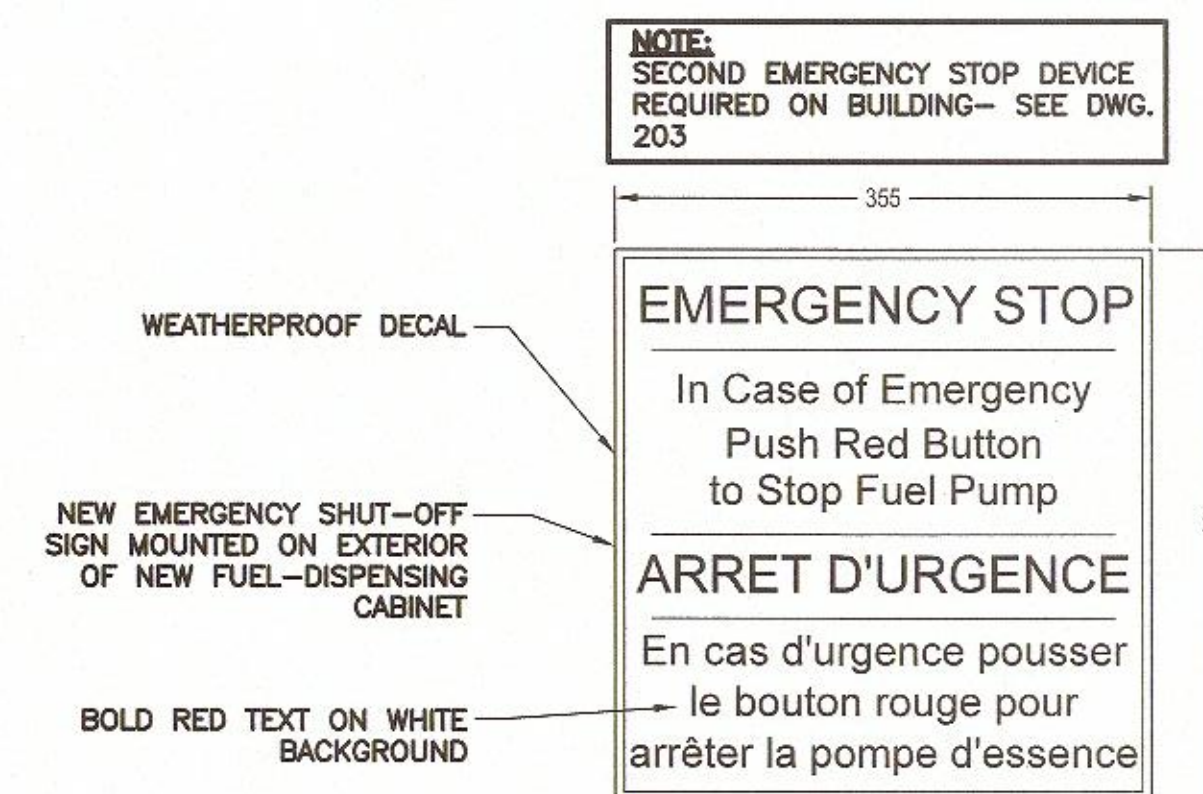 NOTE:
SECOND EMERGENCY STOP DEVICE
REQUIRED ON BUILDING– SEE DWG.
203
355
WEATHERPROOF DECAL
NEW EMERGENCY SHUT–OFF
SIGN MOUNTED ON EXTERIOR
OF NEW FUEL–DISPENSING
CABINET
BOLD RED TEXT ON WHITE
BACKGROUND
EMERGENCY STOP
In Case of Emergency
Push Red Button
to Stop Fuel Pump
ARRET D'URGENCE
En cas d'urgence pousser
le bouton rouge pour
arrêter la pompe d'essence